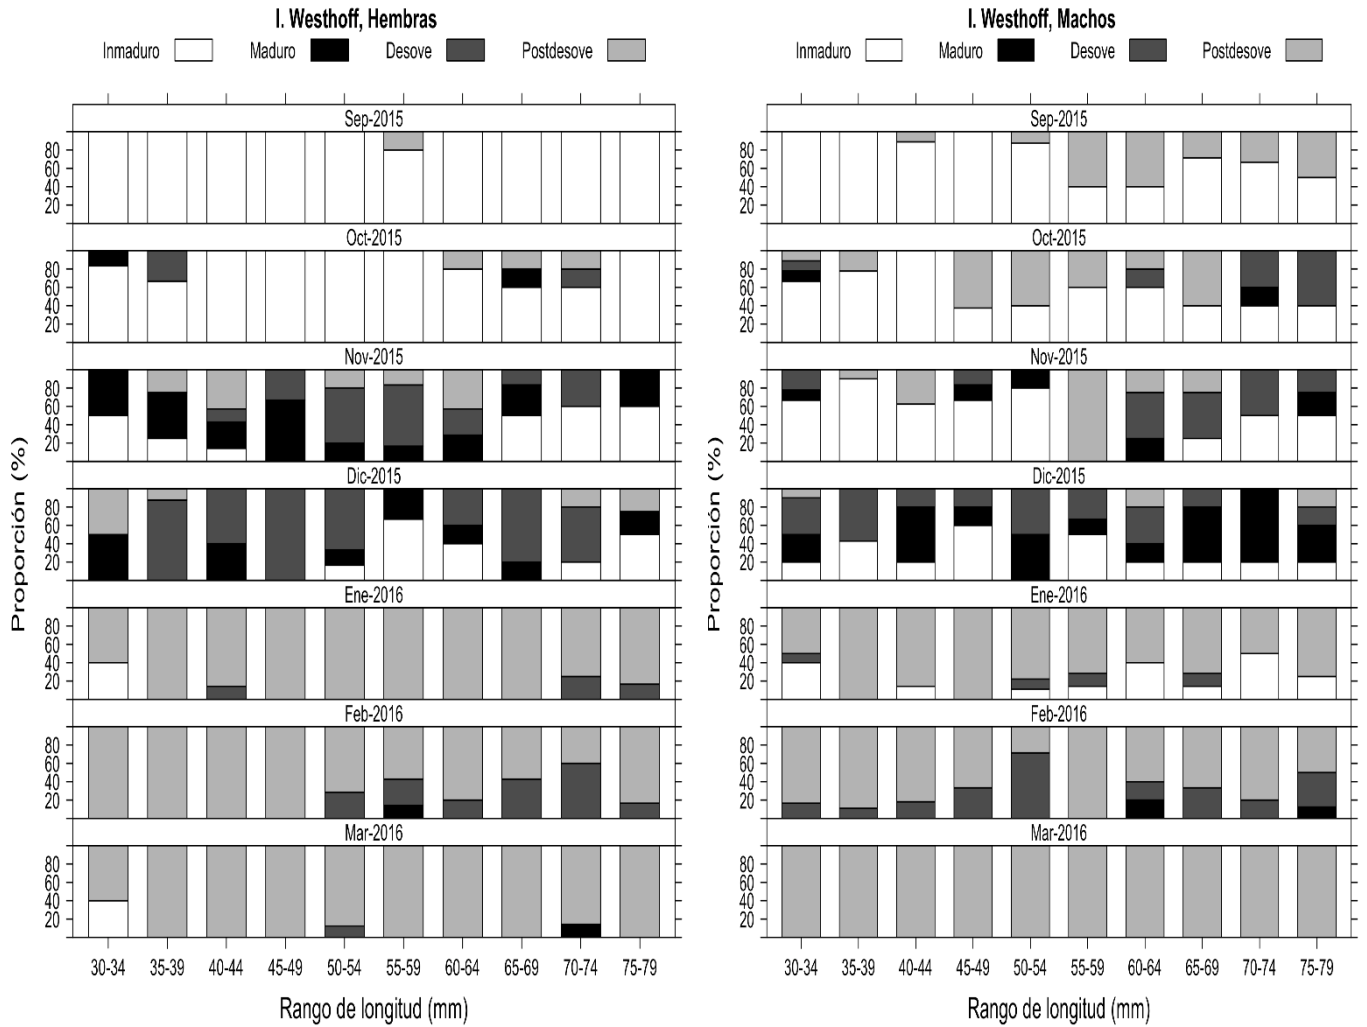 I. Westhoff, Hembras
Inmaduro Maduro Desove Postdesove
Proporción (%)
Sep-2015
80
60
40
20
Oct-2015
80
60
40
20
Nov-2015
80
60
40
20
Dic-2015
80
60
40
20
Ene-2016
80
60
40
20
Feb-2016
80
60
40
20
Mar-2016
80
60
40
20
30-34 35-39 40-44 45-49 50-54 55-59 60-64 65-69 70-74 75-79
Rango de longitud (mm)
I. Westhoff, Machos
Inmaduro Maduro Desove Postdesove
Proporción (%)
Sep-2015
80
60
40
20
Oct-2015
80
60
40
20
Nov-2015
80
60
40
20
Dic-2015
80
60
40
20
Ene-2016
80
60
40
20
Feb-2016
80
60
40
20
Mar-2016
80
60
40
20
30-34 35-39 40-44 45-49 50-54 55-59 60-64 65-69 70-74 75-79
Rango de longitud (mm)